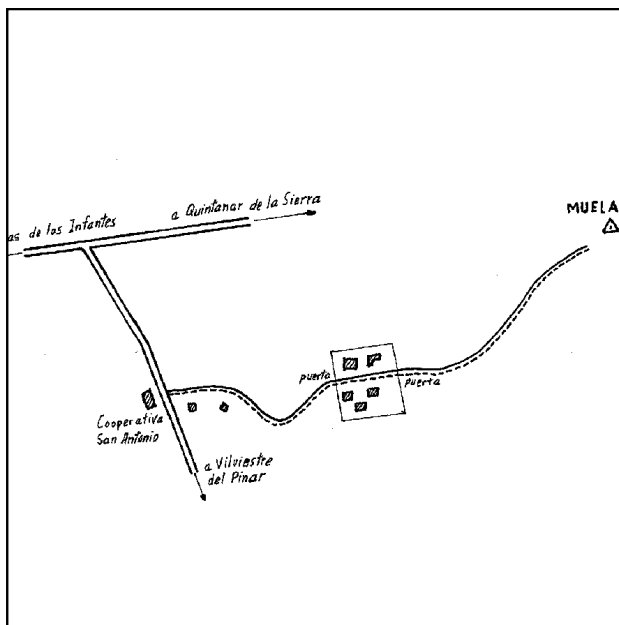 a Quintanar de la Sierra
as de los Infantes
MUELA
puerta
puerta
Cooperativa
San Antonio
a Vilviestre
del Pinar